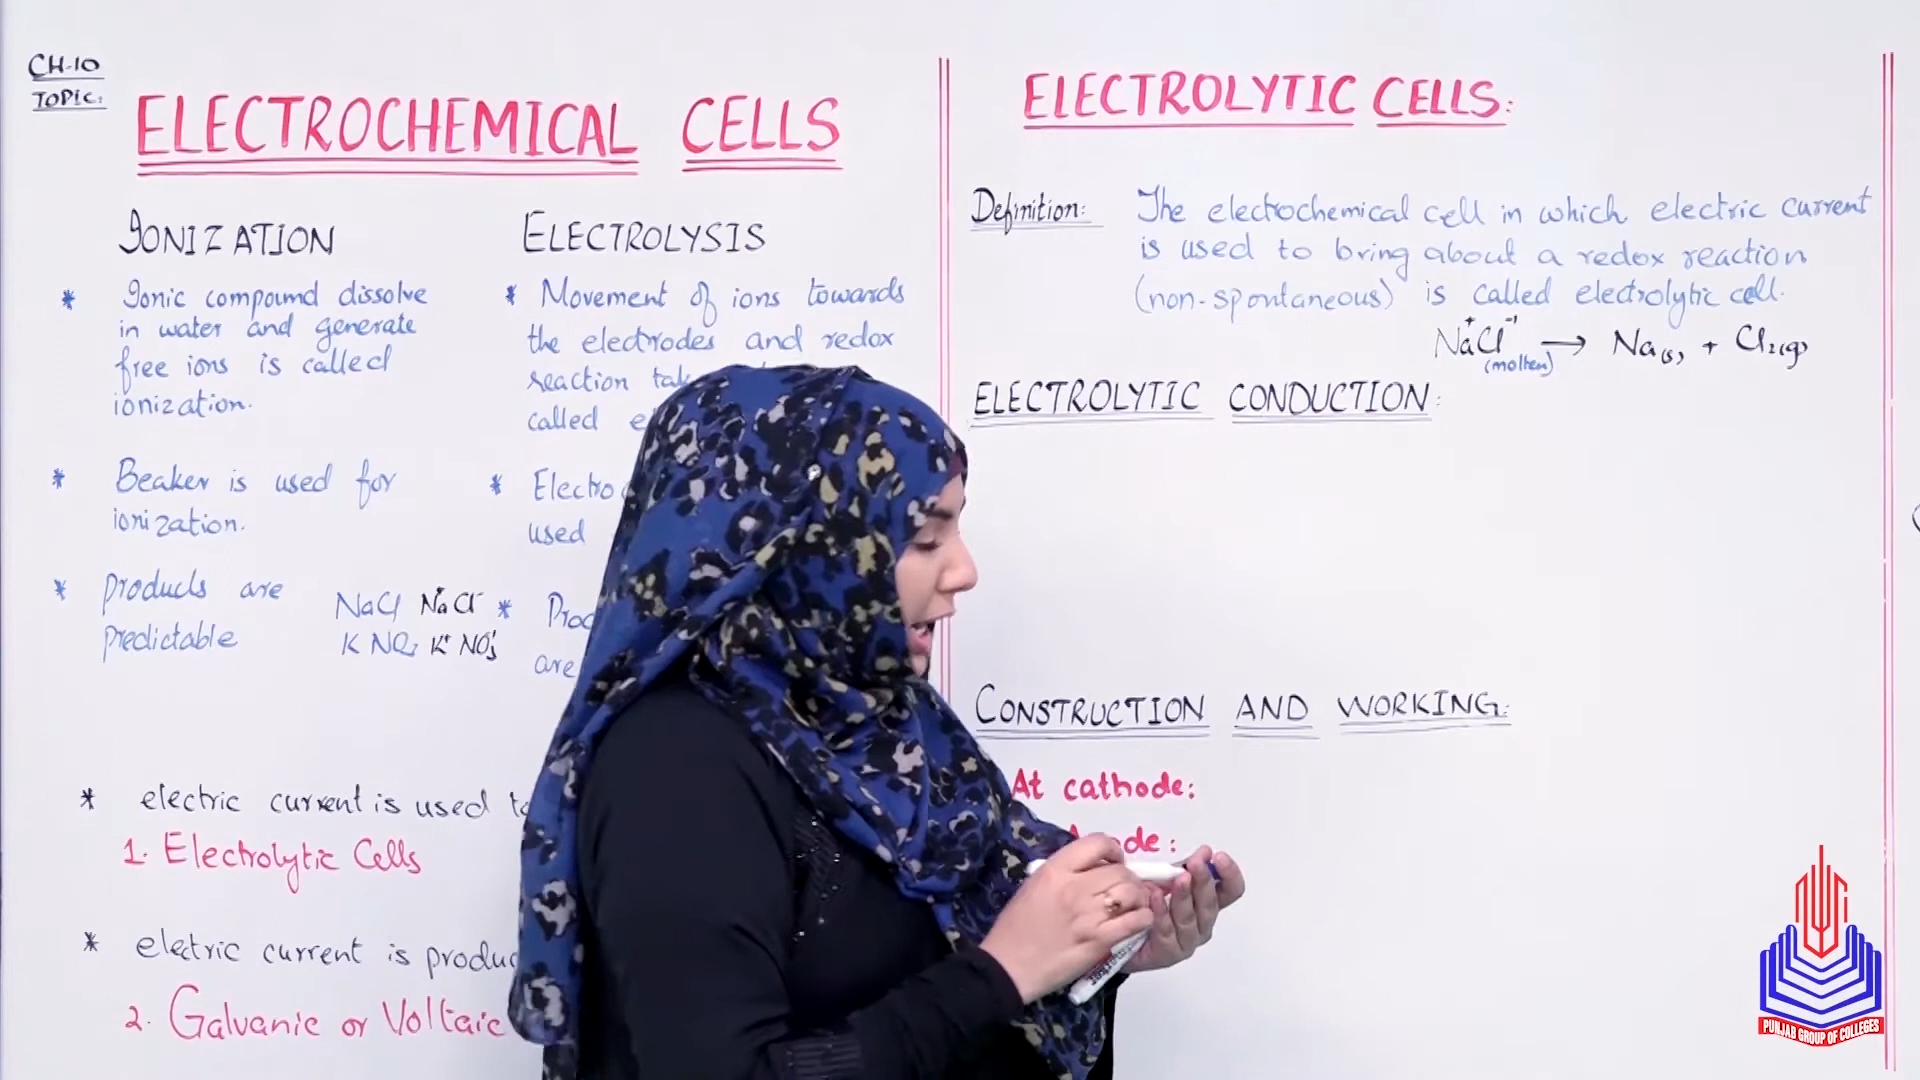 CH-10
TOPIC:
ELECTROCHEMICAL CELLS
IONIZATION
* Ionic compound dissolve
in water and generate
free ions is called
ionization.
* Beaker is used for
ionization.
* Products are
predictable
NaCl Na⁺Cl⁻
KNO₃ K⁺NO₃⁻
ELECTROLYSIS
* Movement of ions towards
the electrodes and redox
reaction
called
*
used
*
are
* electric current is used
1. Electrolytic Cells
* electric current is
2. Galvanic or Voltaic
ELECTROLYTIC CELLS:
Definition: The electrochemical cell in which electric current
is used to bring about a redox reaction
(non-spontaneous) is called electrolytic cell.
Na⁺Cl⁻¹ → Na(s) + Cl₂(g)
(molten)
ELECTROLYTIC CONDUCTION:
CONSTRUCTION AND WORKING:
At cathode:
PUNJAB GROUP OF COLLEGES